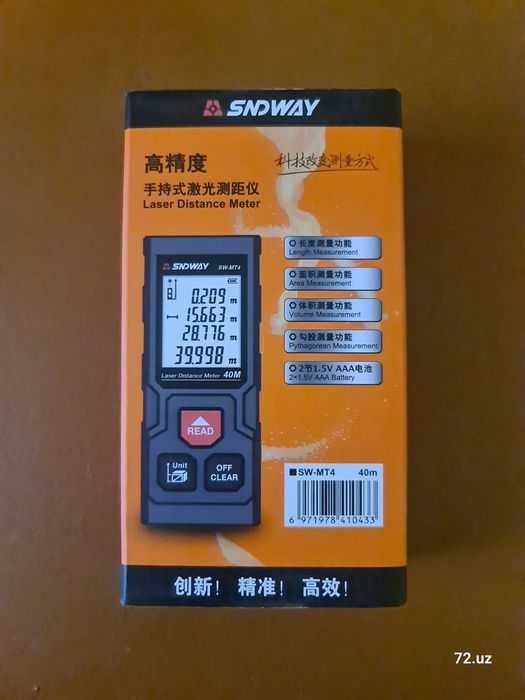 SNDWAY
高精度
科技改变测量方式
手持式激光测距仪
Laser Distance Meter
SNDWAY
SW-MT4
0.209 m
15.663 m
28.776 m
39.998 m
Laser Distance Meter 40M
READ
Unit
OFF
CLEAR
长度测量功能
Length Measurement
面积测量功能
Area Measurement
体积测量功能
Volume Measurement
勾股测量功能
Pythagorean Measurement
2节1.5V AAA电池
2×1.5V AAA Battery
SW-MT4 40m
6 971978 410433
创新! 精准! 高效!
72.uz